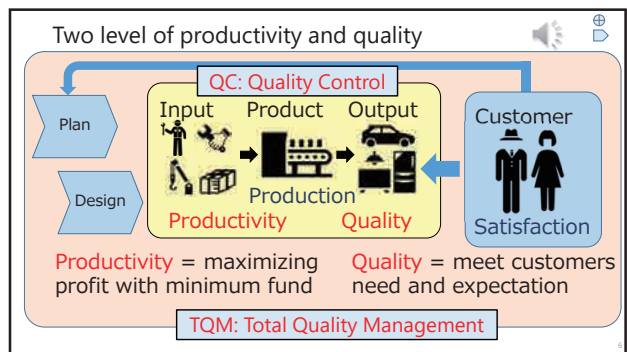 Two level of productivity and quality
QC: Quality Control
Input
Product
Output
Plan
Customer
Design
Production
Productivity
Quality
Satisfaction
Productivity = maximizing
profit with minimum fund
Quality = meet customers
need and expectation
TQM: Total Quality Management
6